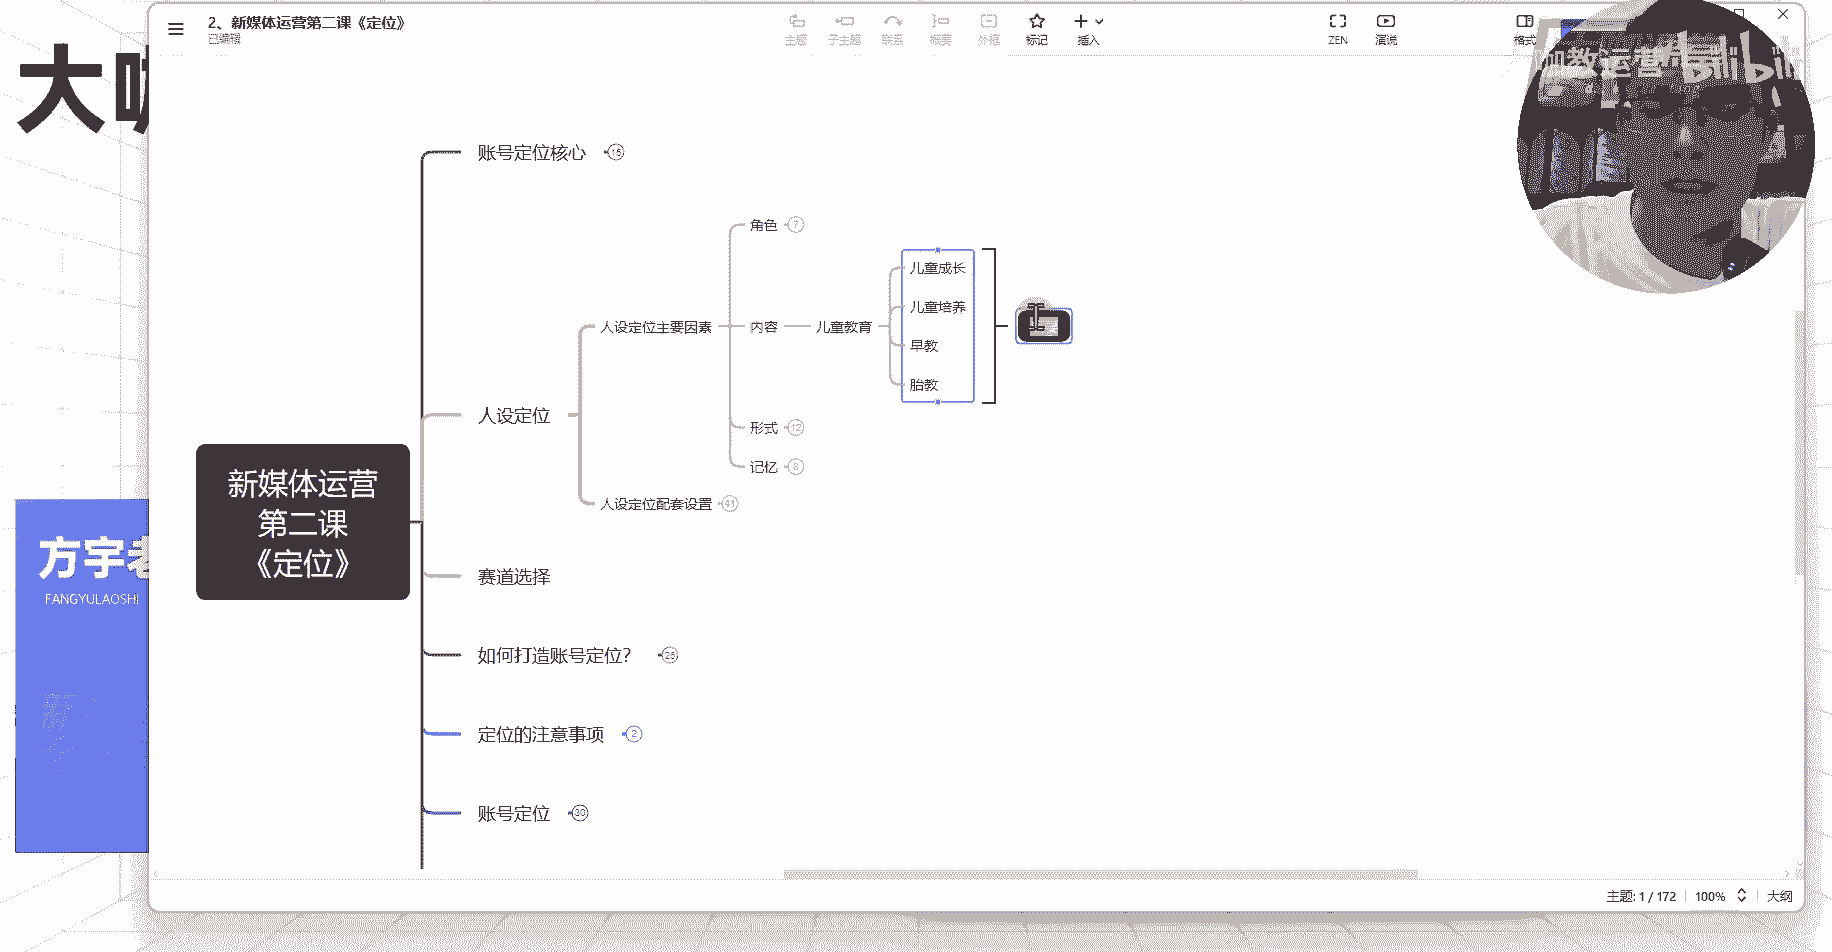 2、新媒体运营第二课《定位》
已编辑
主题
子主题
联系
概要
外框
标记
插入
ZEN
演说
格式
bilibili
大
账号定位核心
15
角色
7
儿童成长
儿童培养
人设定位主要因素
内容
儿童教育
早教
胎教
人设定位
形式
12
记忆
8
新媒体运营
第二课
《定位》
人设定位配套设置
41
方宇
FANGYULAOSHI
赛道选择
如何打造账号定位?
定位的注意事项
2
账号定位
30
主题: 1 / 172
100%
大纲